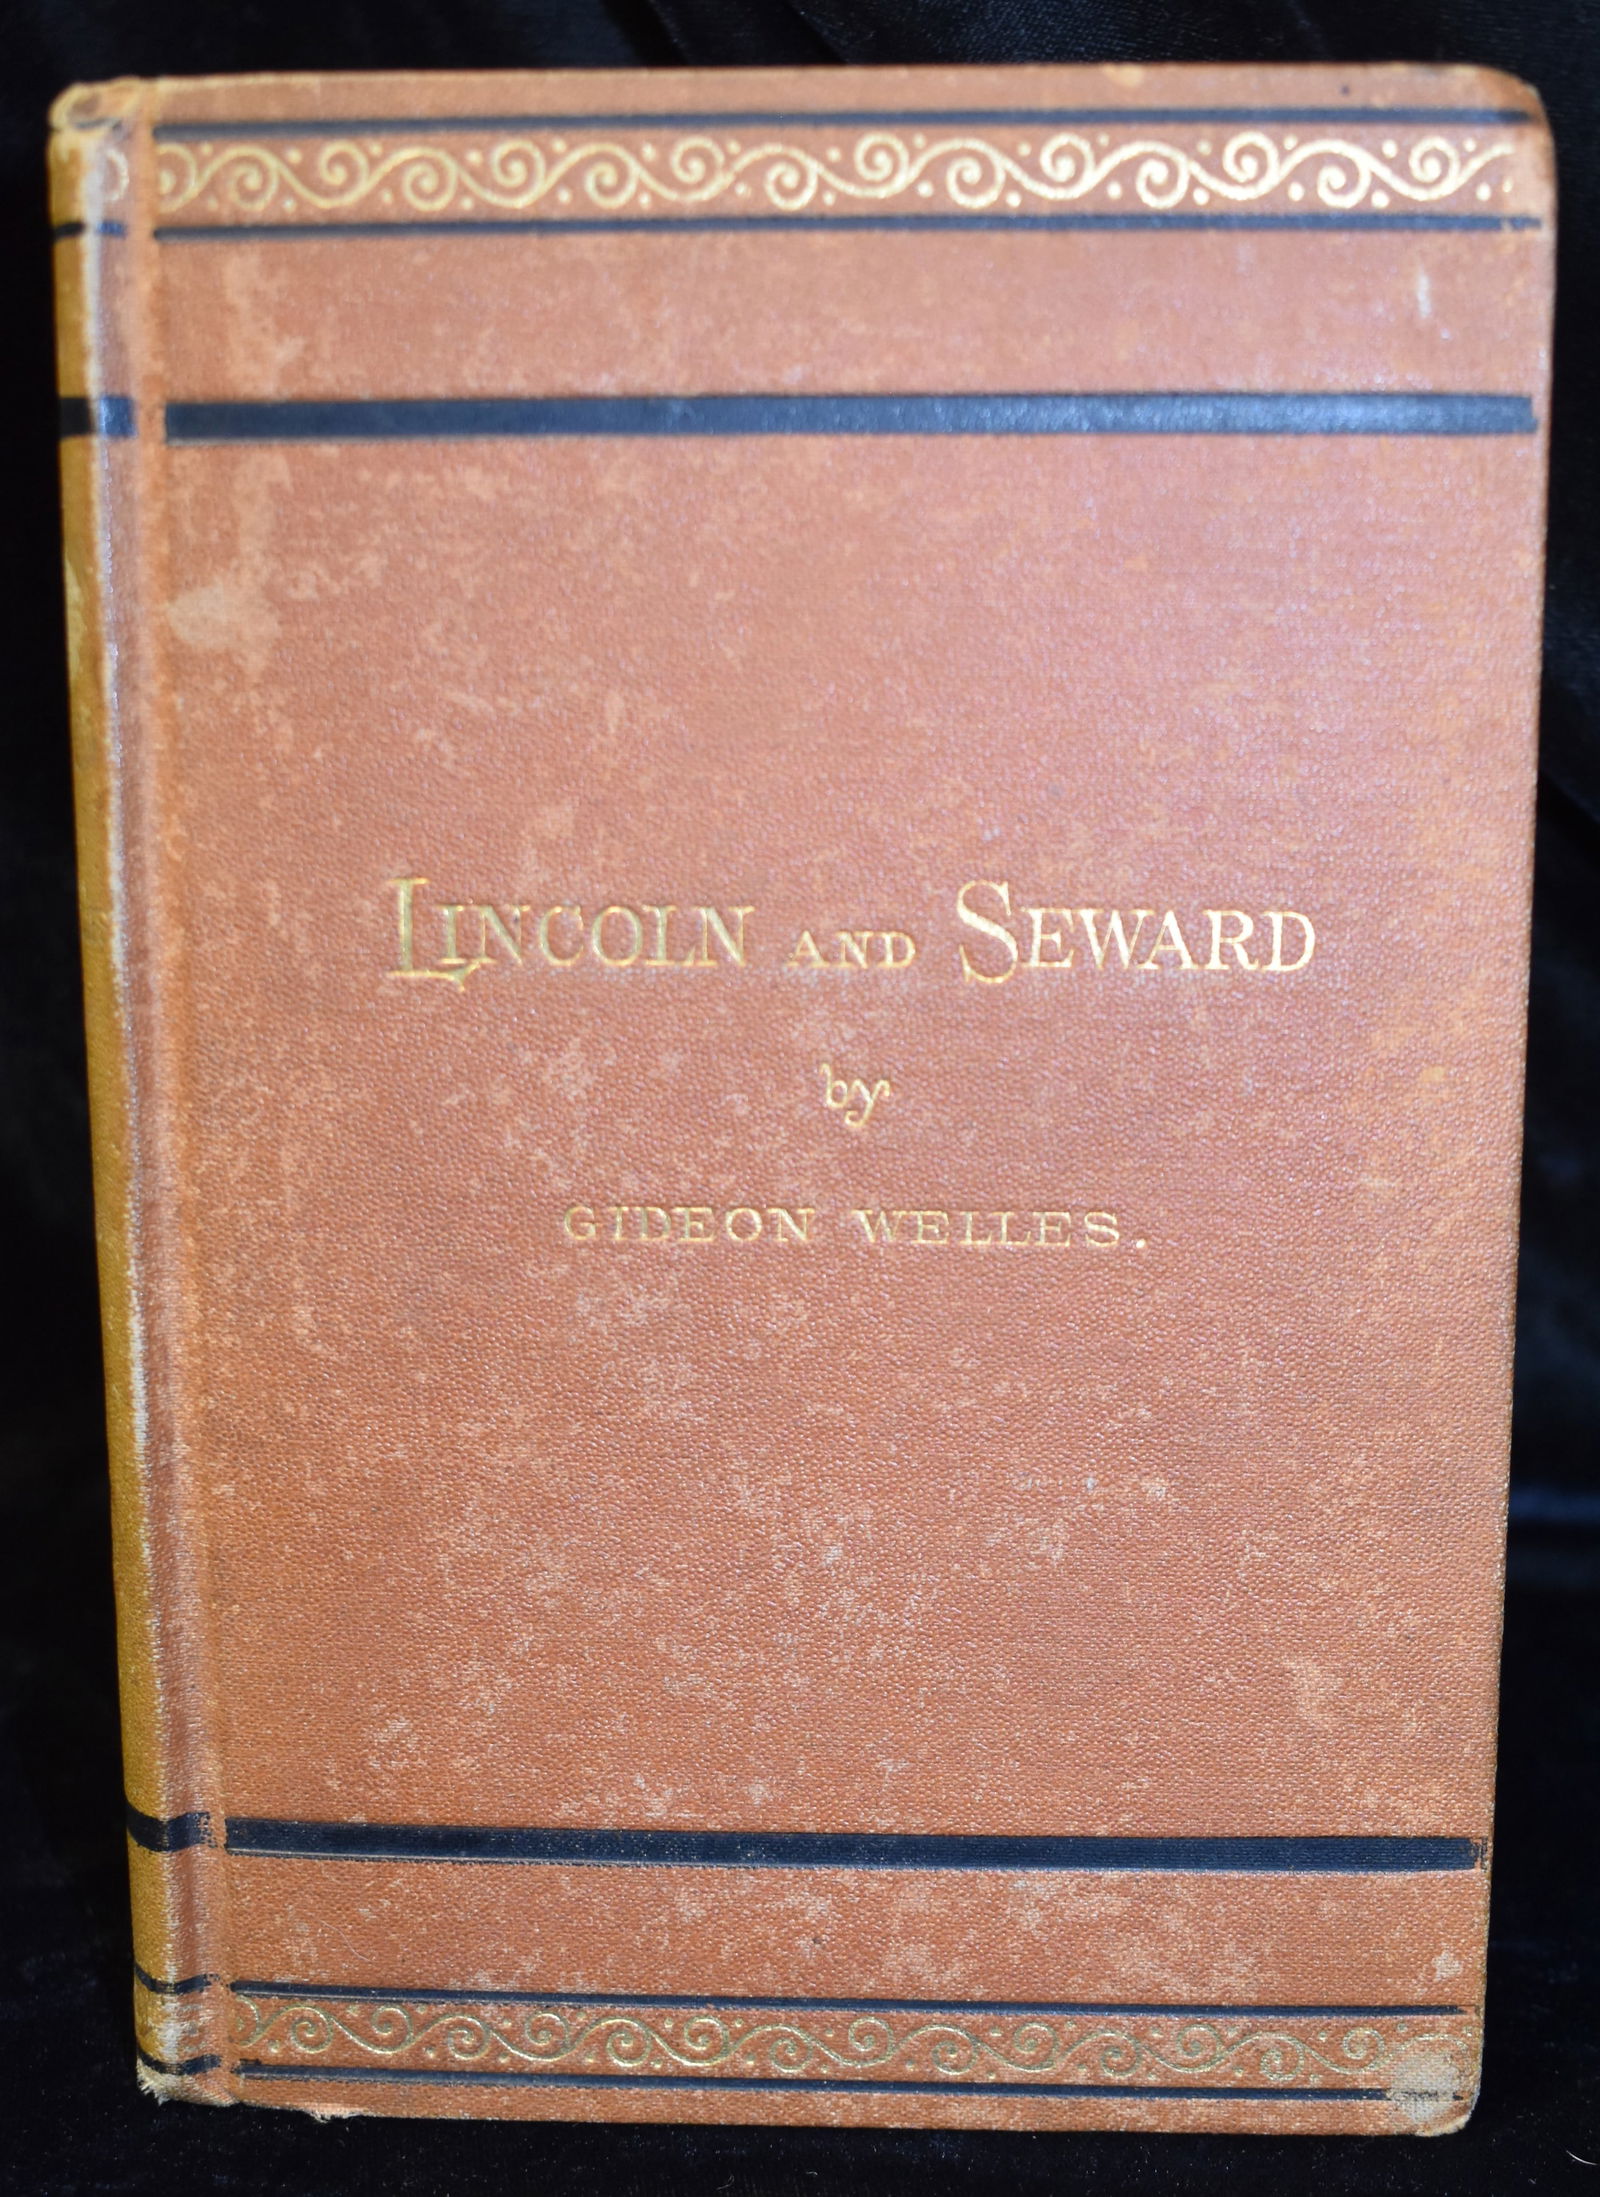 LINCOLN AND SEWARD
by
GIDEON WELLES.